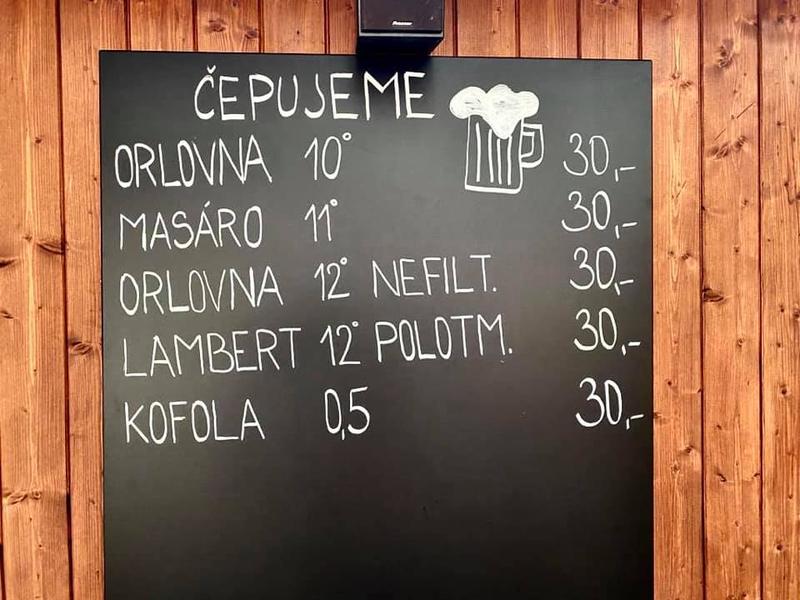 Pioneer
ČEPUJEME
ORLOVNA 10° 30,-
MASÁRO 11° 30,-
ORLOVNA 12° NEFILT. 30,-
LAMBERT 12° POLOTM. 30,-
KOFOLA 0,5 30,-